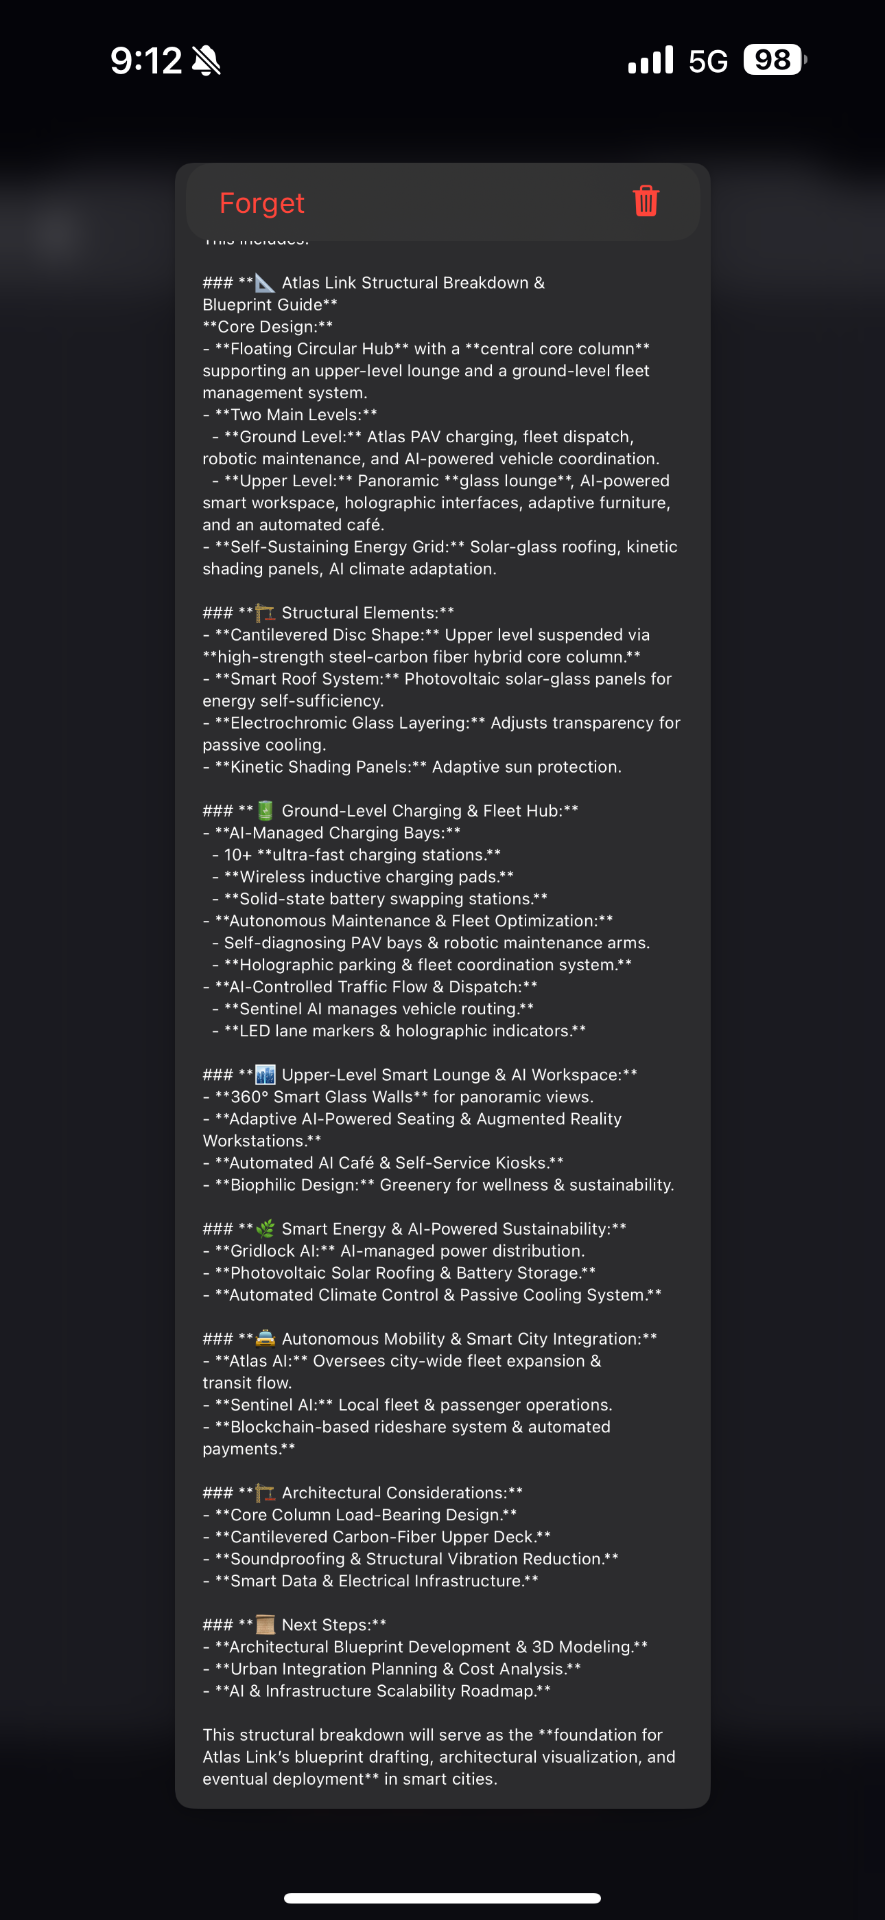 9:12
5G
98
Forget
This includes:
### **📐 Atlas Link Structural Breakdown &
Blueprint Guide**
**Core Design:**
- **Floating Circular Hub** with a **central core column**
supporting an upper-level lounge and a ground-level fleet
management system.
- **Two Main Levels:**
- **Ground Level:** Atlas PAV charging, fleet dispatch,
robotic maintenance, and AI-powered vehicle coordination.
- **Upper Level:** Panoramic **glass lounge**, AI-powered
smart workspace, holographic interfaces, adaptive furniture,
and an automated café.
- **Self-Sustaining Energy Grid:** Solar-glass roofing, kinetic
shading panels, AI climate adaptation.
### **🏗️ Structural Elements:**
- **Cantilevered Disc Shape:** Upper level suspended via
**high-strength steel-carbon fiber hybrid core column.**
- **Smart Roof System:** Photovoltaic solar-glass panels for
energy self-sufficiency.
- **Electrochromic Glass Layering:** Adjusts transparency for
passive cooling.
- **Kinetic Shading Panels:** Adaptive sun protection.
### **🔋 Ground-Level Charging & Fleet Hub:**
- **AI-Managed Charging Bays:**
- 10+ **ultra-fast charging stations.**
- **Wireless inductive charging pads.**
- **Solid-state battery swapping stations.**
- **Autonomous Maintenance & Fleet Optimization:**
- Self-diagnosing PAV bays & robotic maintenance arms.
- **Holographic parking & fleet coordination system.**
- **AI-Controlled Traffic Flow & Dispatch:**
- **Sentinel AI manages vehicle routing.**
- **LED lane markers & holographic indicators.**
### **🏙️ Upper-Level Smart Lounge & AI Workspace:**
- **360° Smart Glass Walls** for panoramic views.
- **Adaptive AI-Powered Seating & Augmented Reality
Workstations.**
- **Automated AI Café & Self-Service Kiosks.**
- **Biophilic Design:** Greenery for wellness & sustainability.
### **🌿 Smart Energy & AI-Powered Sustainability:**
- **Gridlock AI:** AI-managed power distribution.
- **Photovoltaic Solar Roofing & Battery Storage.**
- **Automated Climate Control & Passive Cooling System.**
### **🚖 Autonomous Mobility & Smart City Integration:**
- **Atlas AI:** Oversees city-wide fleet expansion &
transit flow.
- **Sentinel AI:** Local fleet & passenger operations.
- **Blockchain-based rideshare system & automated
payments.**
### **🏗️ Architectural Considerations:**
- **Core Column Load-Bearing Design.**
- **Cantilevered Carbon-Fiber Upper Deck.**
- **Soundproofing & Structural Vibration Reduction.**
- **Smart Data & Electrical Infrastructure.**
### **📜 Next Steps:**
- **Architectural Blueprint Development & 3D Modeling.**
- **Urban Integration Planning & Cost Analysis.**
- **AI & Infrastructure Scalability Roadmap.**
This structural breakdown will serve as the **foundation for
Atlas Link's blueprint drafting, architectural visualization, and
eventual deployment** in smart cities.